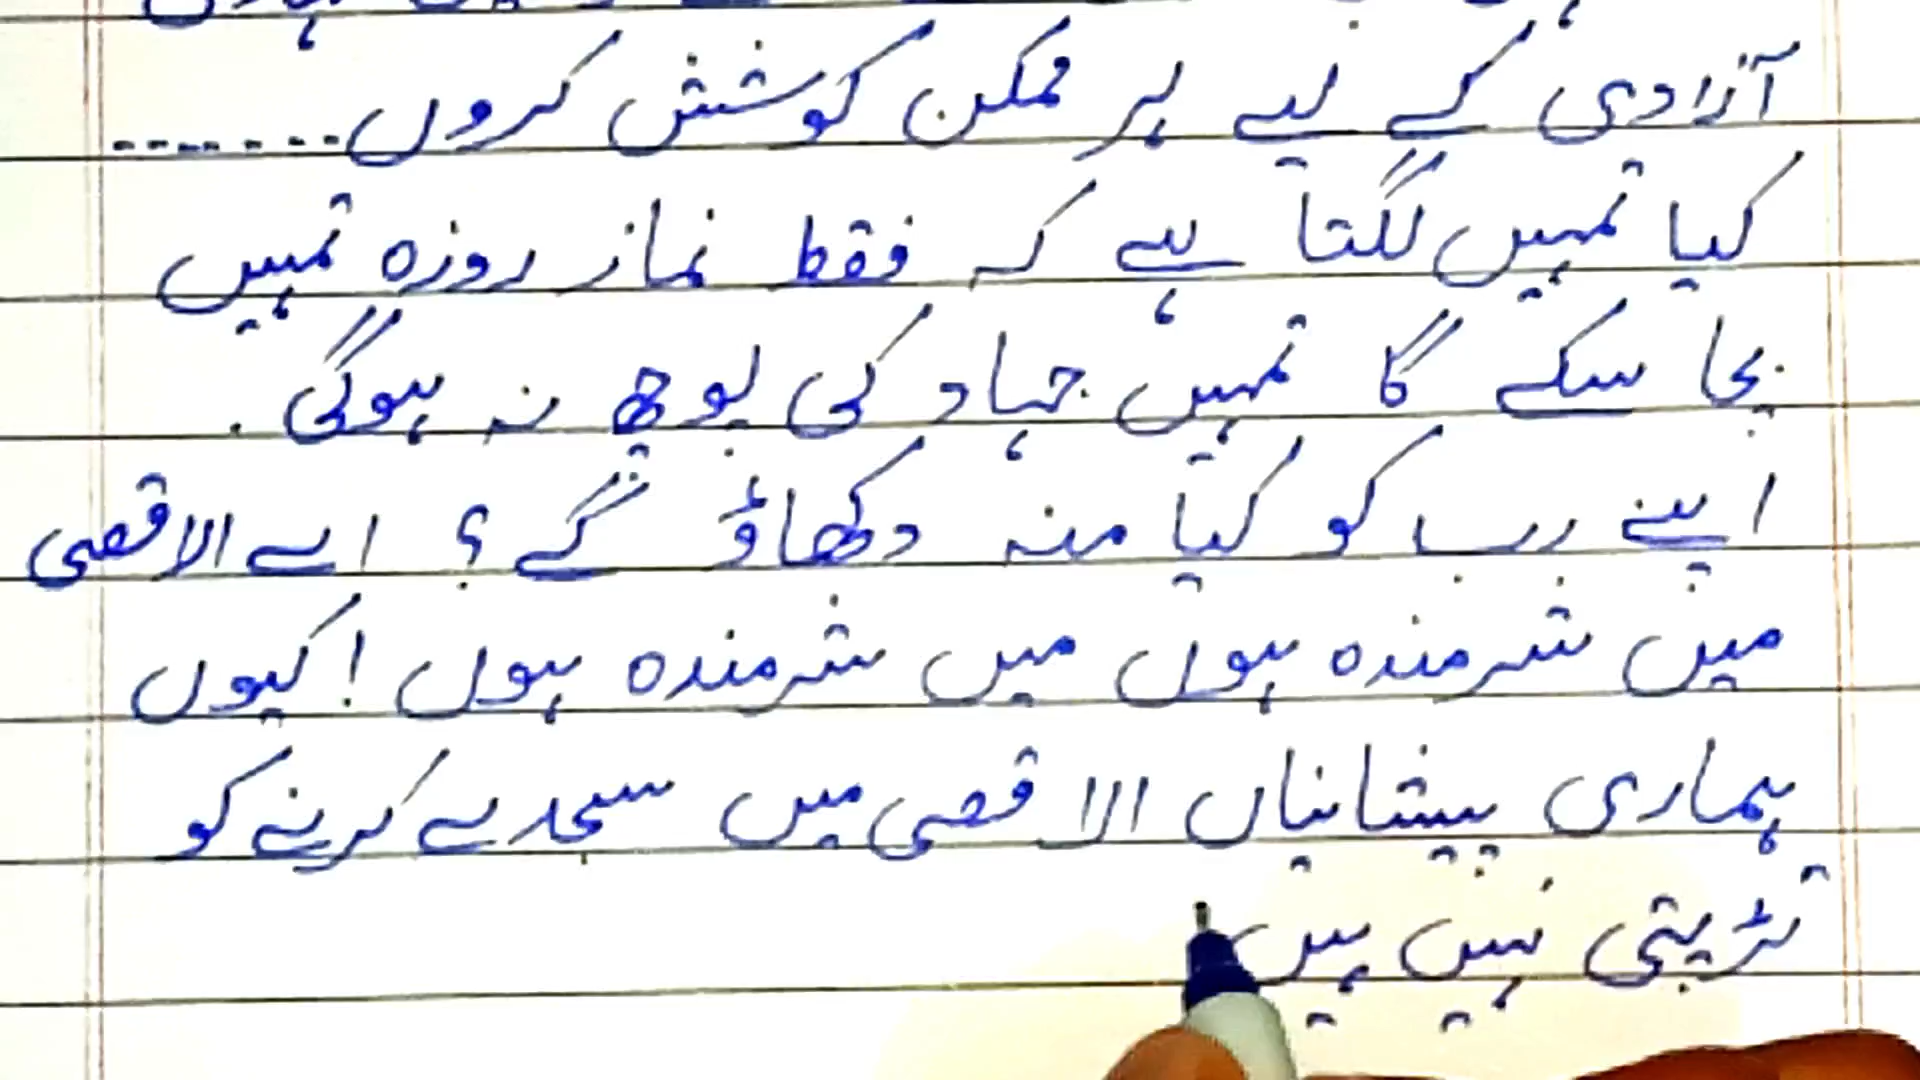 آزادی کے لیے ہر ممکن کوشش کروں.......
کیا تمہیں لگتا ہے کہ فقط نماز روزہ تمہیں
بچا سکے گا تمہیں جہاد کی پوچھ نہ ہوگی.
اپنے رب کو کیا منہ دکھاؤ گے؟ اے الاقصی
میں شرمندہ ہوں میں شرمندہ ہوں! کیوں
ہماری پیشانیاں الاقصی میں سجدے کرنے کو
تڑپتی نہیں ہیں